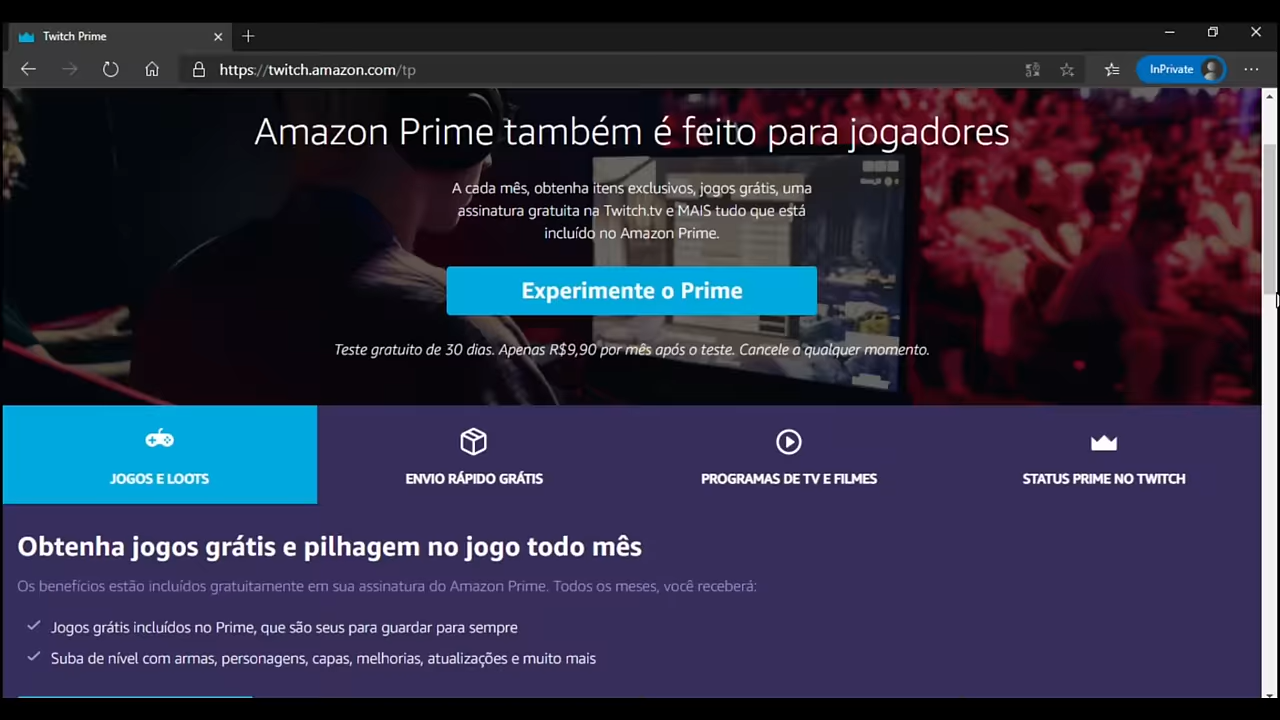 Twitch Prime
https://twitch.amazon.com/tp
InPrivate
Amazon Prime também é feito para jogadores
A cada mês, obtenha itens exclusivos, jogos grátis, uma
assinatura gratuita na Twitch.tv e MAIS tudo que está
incluído no Amazon Prime.
Experimente o Prime
Teste gratuito de 30 dias. Apenas R$9,90 por mês após o teste. Cancele a qualquer momento.
JOGOS E LOOTS
ENVIO RÁPIDO GRÁTIS
PROGRAMAS DE TV E FILMES
STATUS PRIME NO TWITCH
Obtenha jogos grátis e pilhagem no jogo todo mês
Os benefícios estão incluídos gratuitamente em sua assinatura do Amazon Prime. Todos os meses, você receberá:
Jogos grátis incluídos no Prime, que são seus para guardar para sempre
Suba de nível com armas, personagens, capas, melhorias, atualizações e muito mais